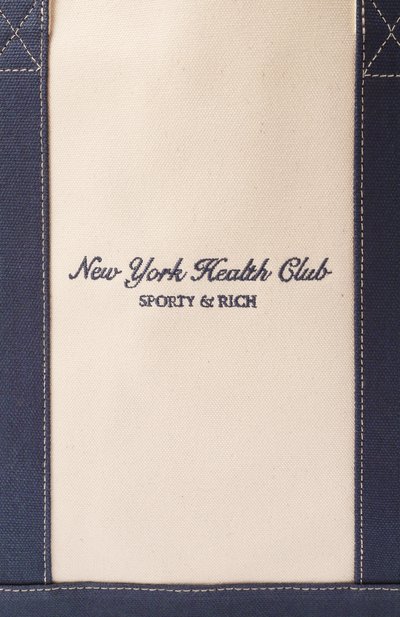 New York Health Club
SPORTY & RICH